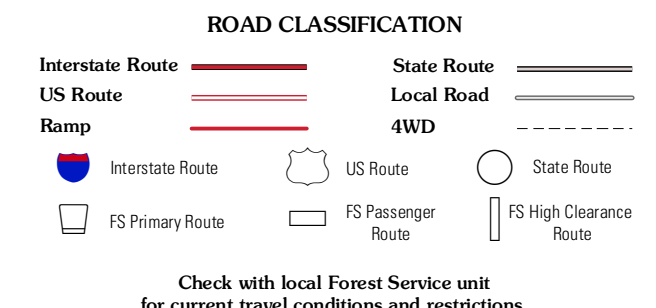 ROAD CLASSIFICATION
Interstate Route
State Route
US Route
Local Road
Ramp
4WD
Interstate Route
US Route
State Route
FS Primary Route
FS Passenger
Route
FS High Clearance
Route
Check with local Forest Service unit
for current travel conditions and restrictions